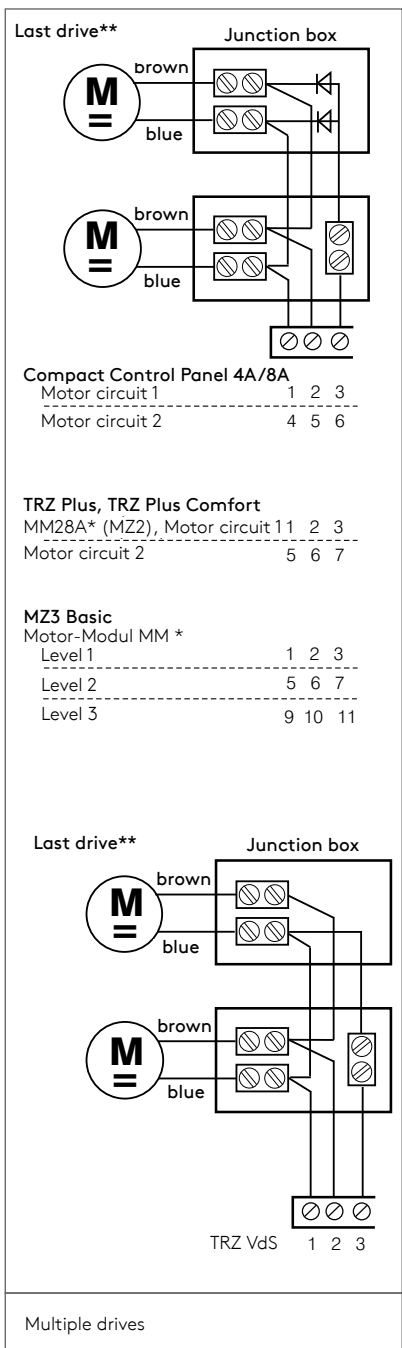 Last drive**
Junction box
brown
M
=
blue
brown
M
=
blue
Compact Control Panel 4A/8A
Motor circuit 1 1 2 3
Motor circuit 2 4 5 6
TRZ Plus, TRZ Plus Comfort
MM28A* (MZ2), Motor circuit 1 1 2 3
Motor circuit 2 5 6 7
MZ3 Basic
Motor-Modul MM *
Level 1 1 2 3
Level 2 5 6 7
Level 3 9 10 11
Last drive**
Junction box
brown
M
=
blue
brown
M
=
blue
TRZ VdS 1 2 3
Multiple drives